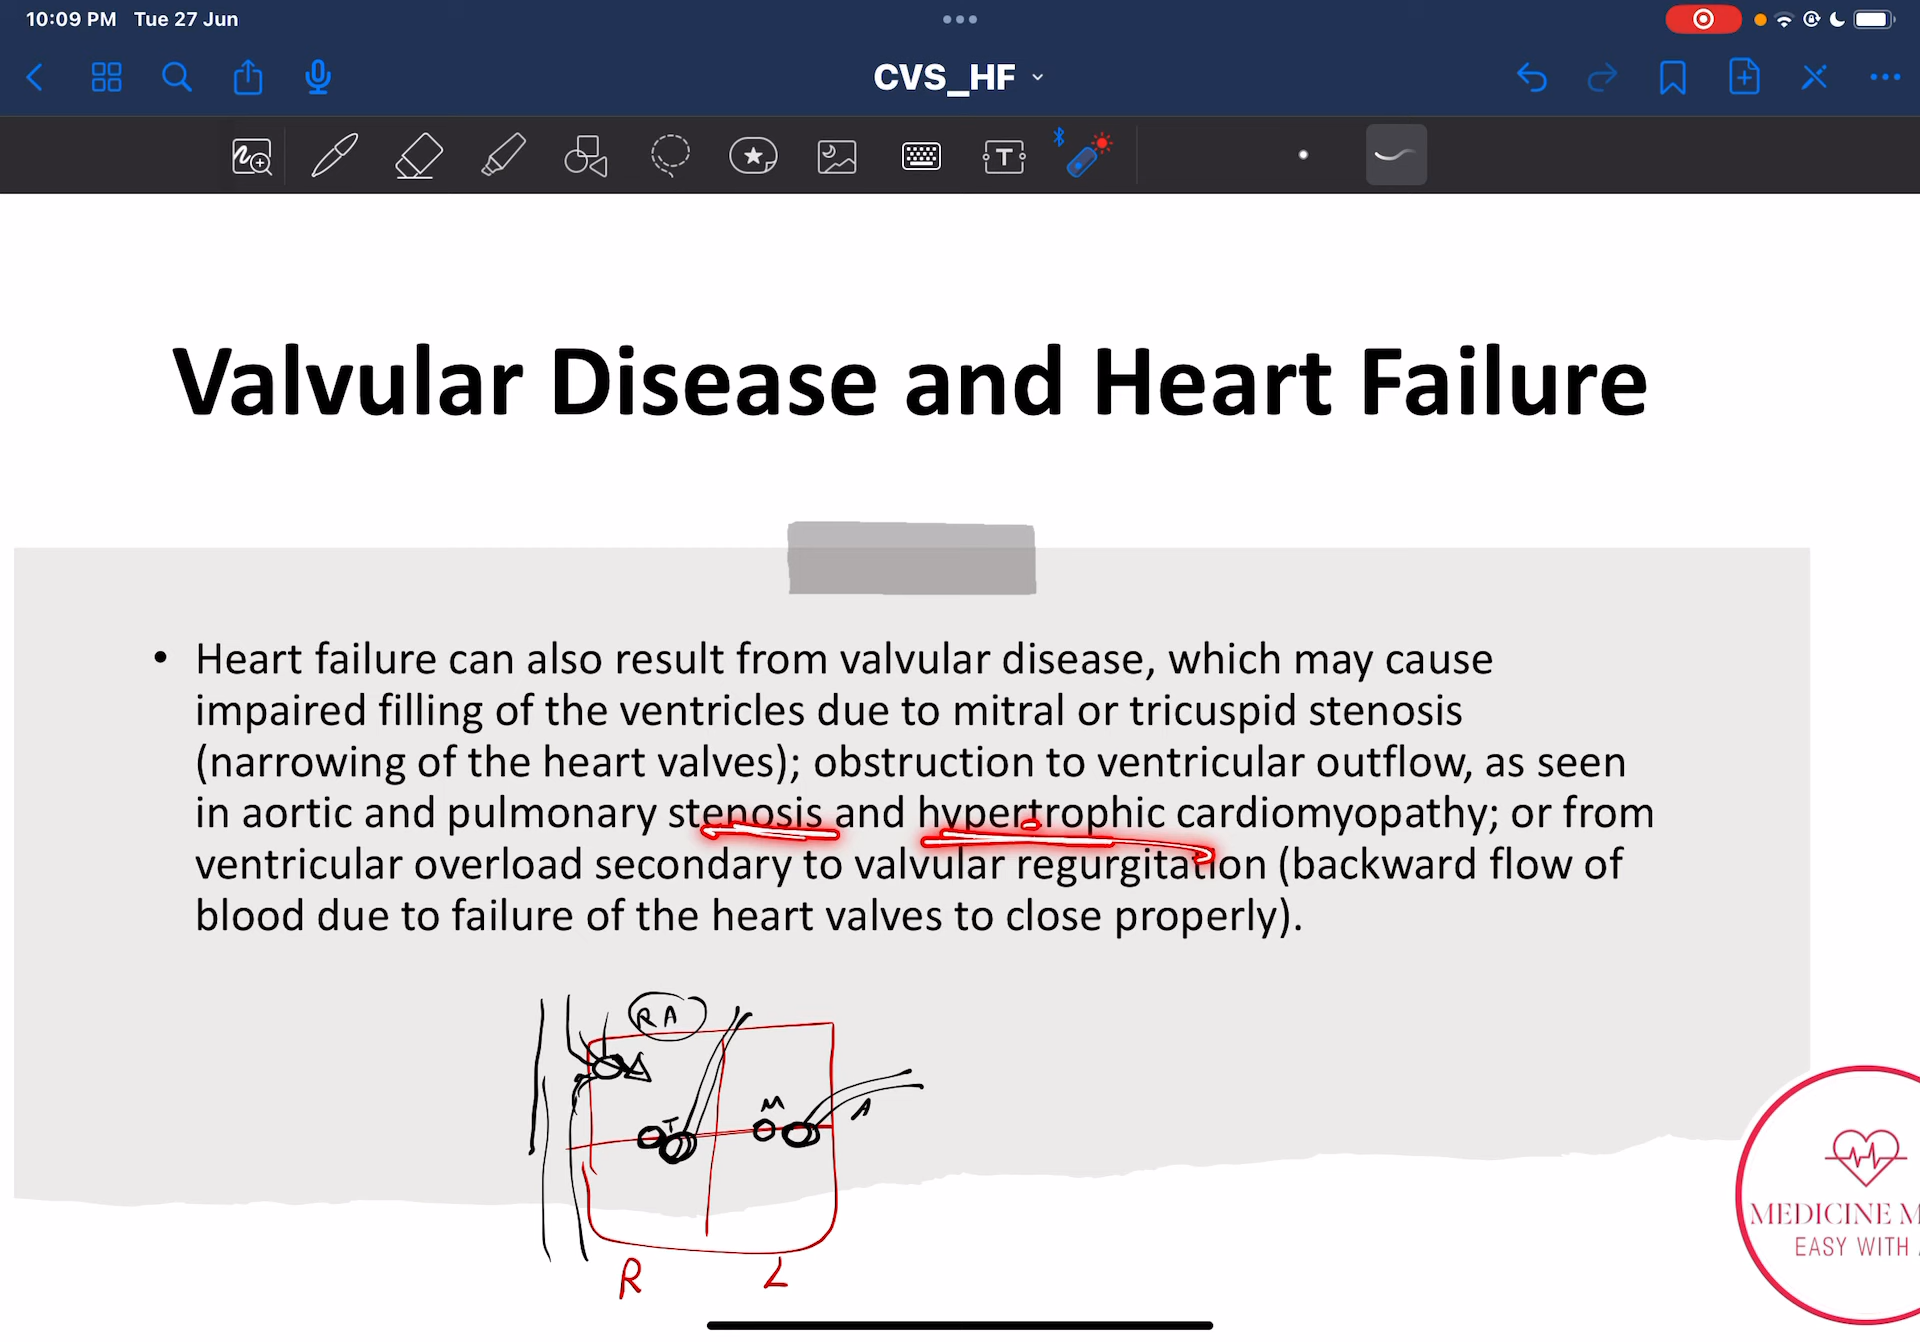 10:09 PM Tue 27 Jun
CVS_HF
T
Valvular Disease and Heart Failure
• Heart failure can also result from valvular disease, which may cause
impaired filling of the ventricles due to mitral or tricuspid stenosis
(narrowing of the heart valves); obstruction to ventricular outflow, as seen
in aortic and pulmonary stenosis and hypertrophic cardiomyopathy; or from
ventricular overload secondary to valvular regurgitation (backward flow of
blood due to failure of the heart valves to close properly).
RA
M
A
T
R L
MEDICINE M
EASY WITH